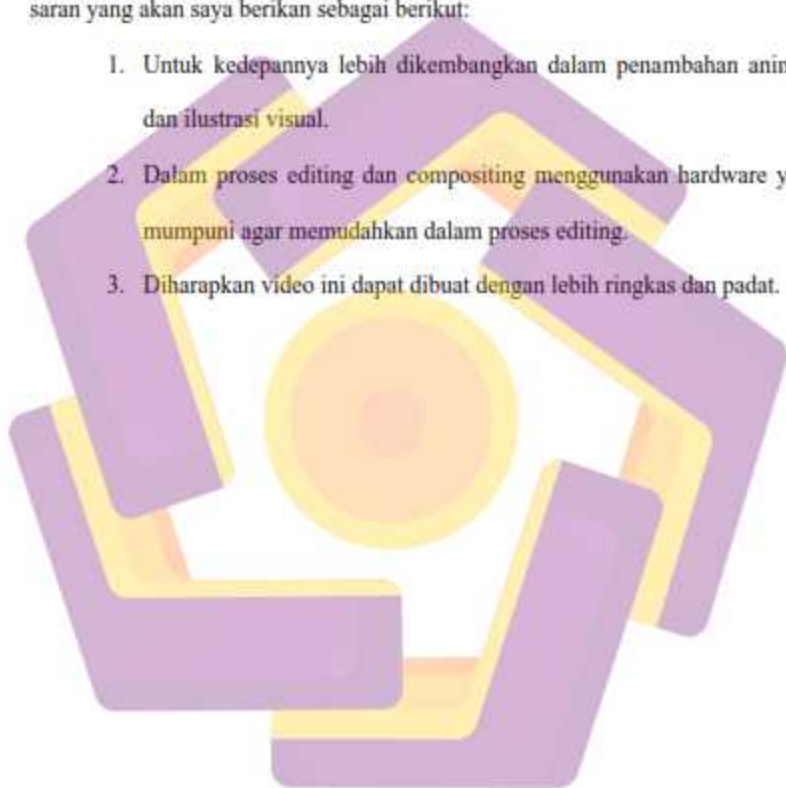 saran yang akan saya berikan sebagai berikut:
1. Untuk kedepannya lebih dikembangkan dalam penambahan
dan ilustrasi visual.
2. Dalam proses editing dan compositing menggunakan hardware
mumpuni agar memudahkan dalam proses editing.
3. Diharapkan video ini dapat dibuat dengan lebih ringkas dan padat.